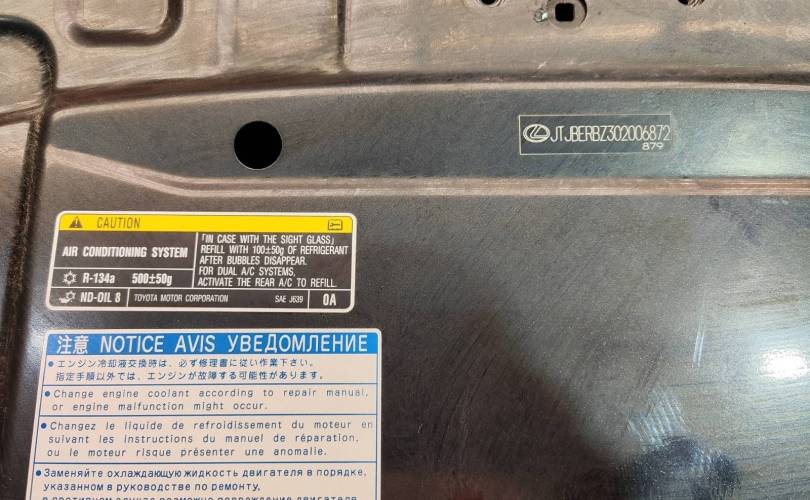 JTJBERBZ302006872
879
CAUTION
AIR CONDITIONING SYSTEM
R-134a 500±50g
ND-OIL 8
「IN CASE WITH THE SIGHT GLASS」
REFILL WITH 100±50g OF REFRIGERANT
AFTER BUBBLES DISAPPEAR.
FOR DUAL A/C SYSTEMS,
ACTIVATE THE REAR A/C TO REFILL.
TOYOTA MOTOR CORPORATION SAE J639 0A
注意 NOTICE AVIS УВЕДОМЛЕНИЕ
●エンジン冷却液交換時は、必ず修理書に従い作業下さい。
指定手順以外では、エンジンが故障する可能性があります。
●Change engine coolant according to repair manual,
or engine malfunction might occur.
●Changez le liquide de refroidissement du moteur en
suivant les instructions du manuel de réparation,
ou le moteur risque présenter une anomalie.
●Заменяйте охлаждающую жидкость двигателя в порядке,
указанном в руководстве по ремонту,
в противном случае возможно повреждение двигателя